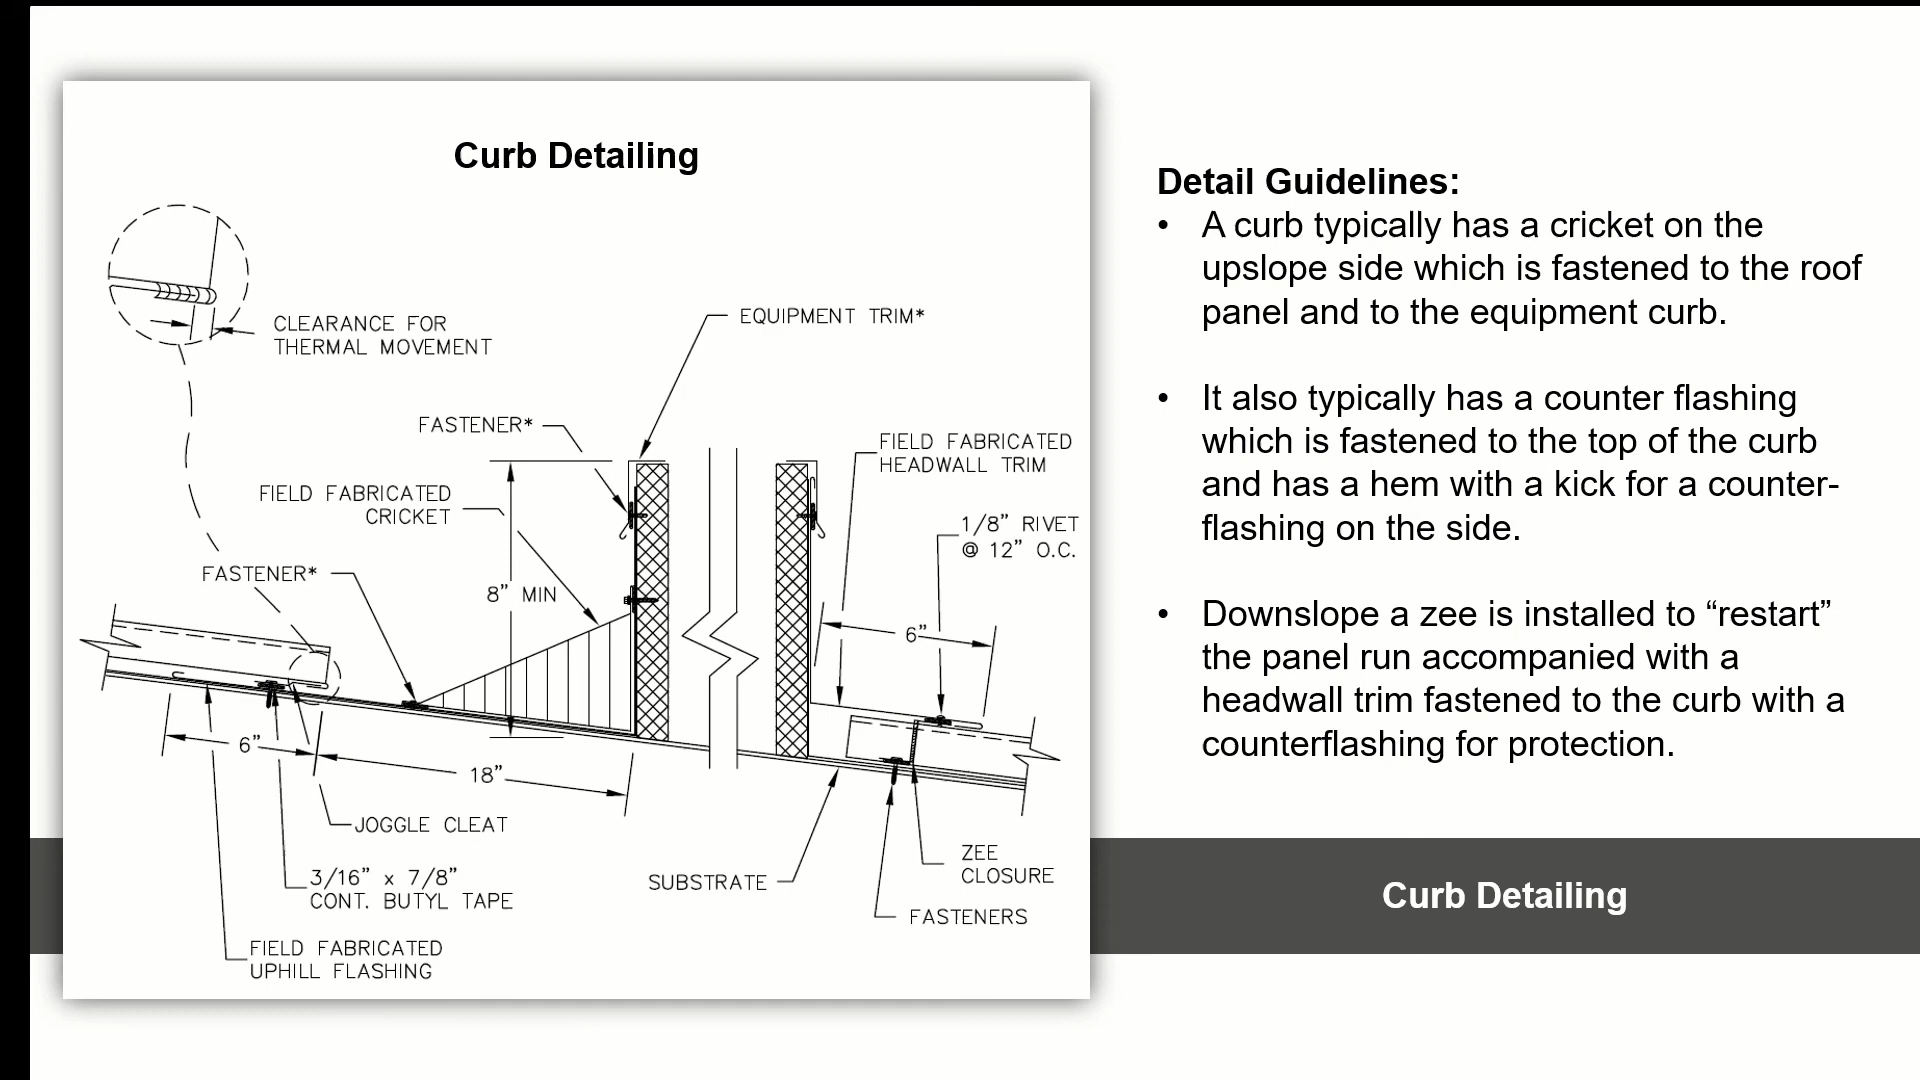 Curb Detailing
CLEARANCE FOR
THERMAL MOVEMENT
EQUIPMENT TRIM*
FASTENER*
FIELD FABRICATED
HEADWALL TRIM
FIELD FABRICATED
CRICKET
1/8” RIVET
@ 12” O.C.
FASTENER*
8” MIN
6”
6”
18”
JOGGLE CLEAT
3/16” x 7/8”
CONT. BUTYL TAPE
SUBSTRATE
ZEE
CLOSURE
FASTENERS
FIELD FABRICATED
UPHILL FLASHING
Detail Guidelines:
• A curb typically has a cricket on the
upslope side which is fastened to the roof
panel and to the equipment curb.
• It also typically has a counter flashing
which is fastened to the top of the curb
and has a hem with a kick for a counter-
flashing on the side.
• Downslope a zee is installed to “restart”
the panel run accompanied with a
headwall trim fastened to the curb with a
counterflashing for protection.
Curb Detailing